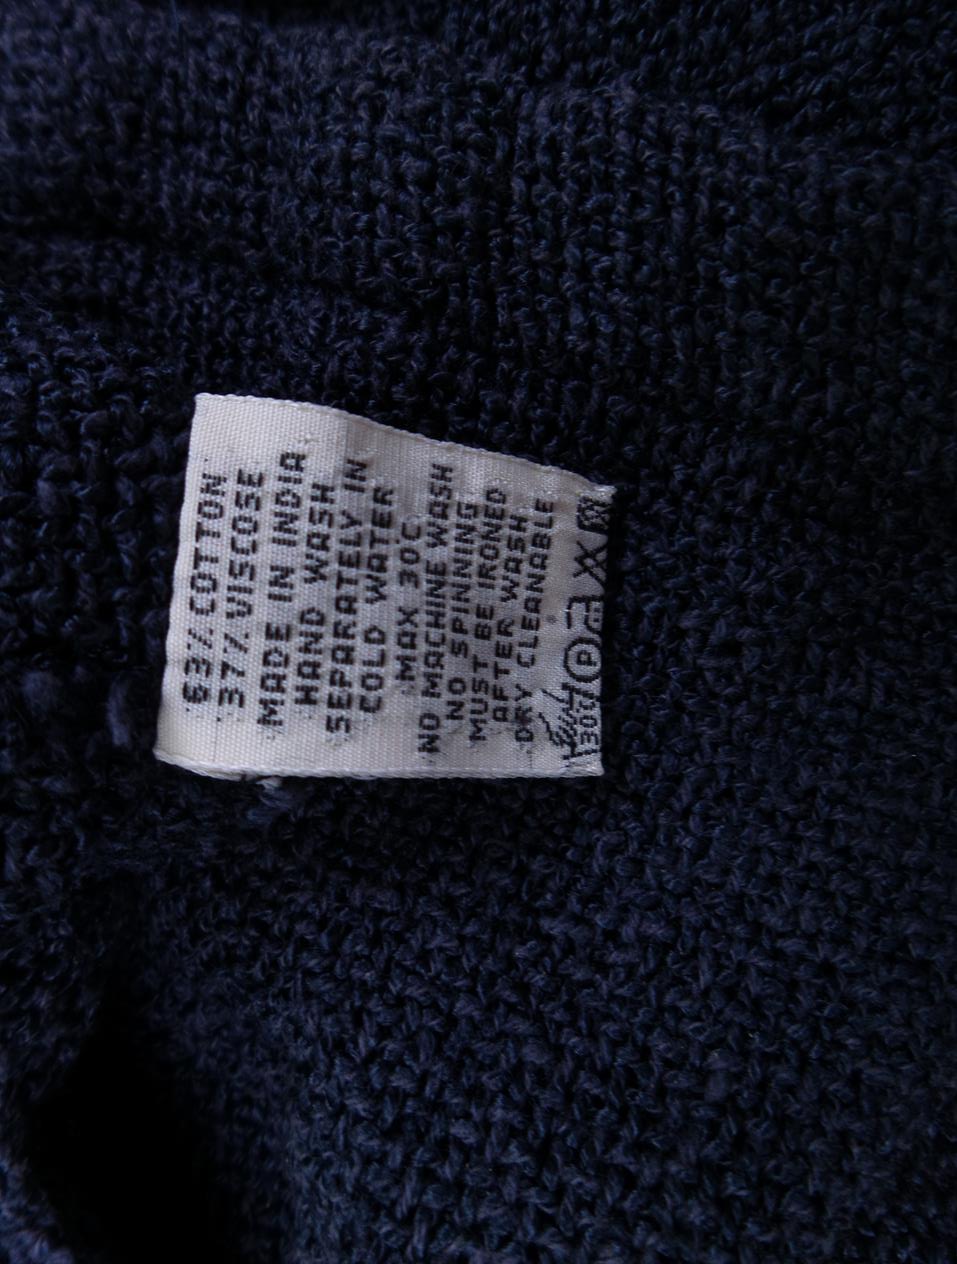 63% COTTON
37% VISCOSE
MADE IN INDIA
HAND WASH
SEPARATELY IN
COLD WATER
MAX 30C
NO MACHINE WASH
NO SPINNING
MUST BE IRONED
AFTER WASH
DRY CLEANABLE
30C P